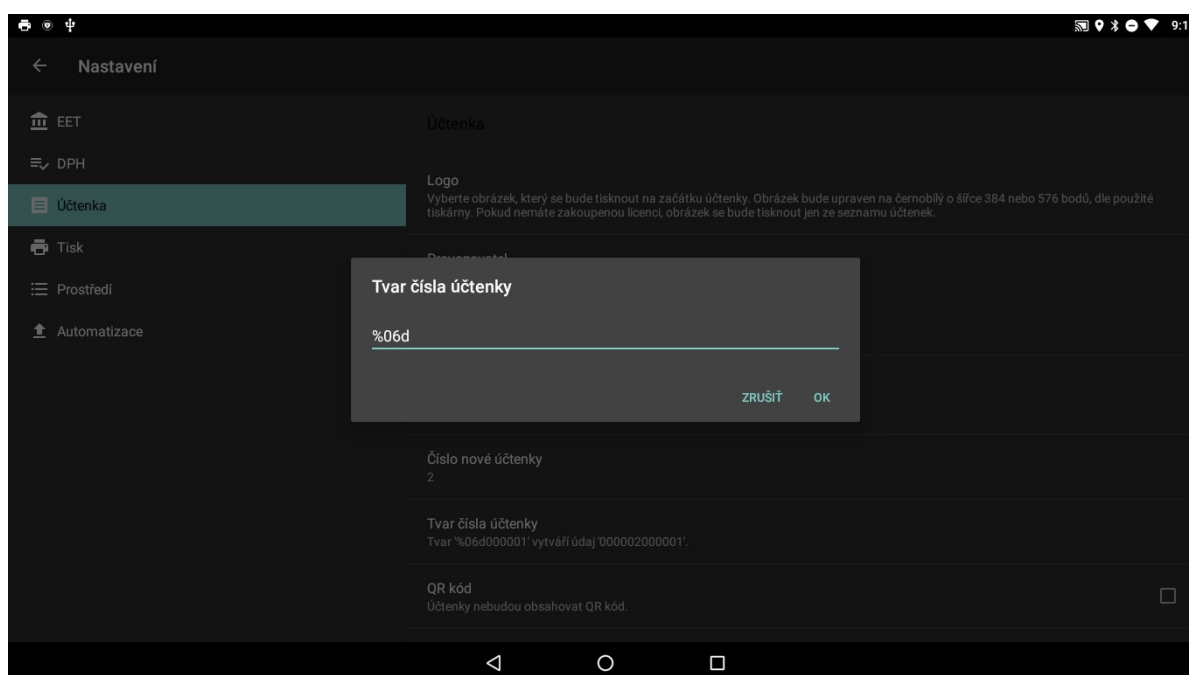 9:1
Nastavení
EET
DPH
Účtenka
Tisk
Prostředí
Automatizace
Účtenka
Logo
Vyberte obrázek, který se bude tisknout na začátku účtenky. Obrázek bude upraven na černobílý o šířce 384 nebo 576 bodů, dle použité
tiskárny. Pokud nemáte zakoupenou licenci, obrázek se bude tisknout jen ze seznamu účtenek.
Provozovatel
Tvar čísla účtenky
%06d
ZRUŠIŤ
OK
Číslo nové účtenky
2
Tvar čísla účtenky
Tvar '%06d000001' vytváří údaj '000002000001'.
QR kód
Účtenky nebudou obsahovat QR kód.